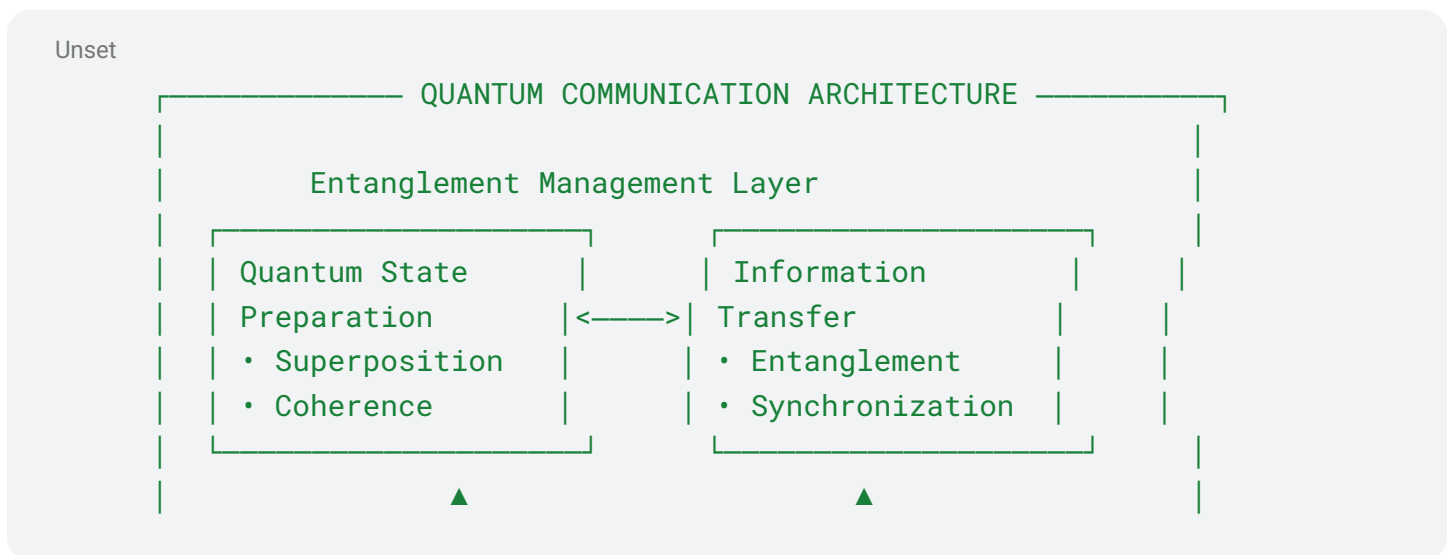 Unset
┌───────────── QUANTUM COMMUNICATION ARCHITECTURE ──────────┐
│                                                          │
│        Entanglement Management Layer                     │
│  ┌────────────────────┐      ┌────────────────────┐     │
│  │ Quantum State      │      │ Information        │     │
│  │ Preparation       │<────>│ Transfer           │     │
│  │ • Superposition   │      │ • Entanglement     │     │
│  │ • Coherence       │      │ • Synchronization  │     │
│  └────────────────────┘      └────────────────────┘     │
│                ▲                      ▲                  │